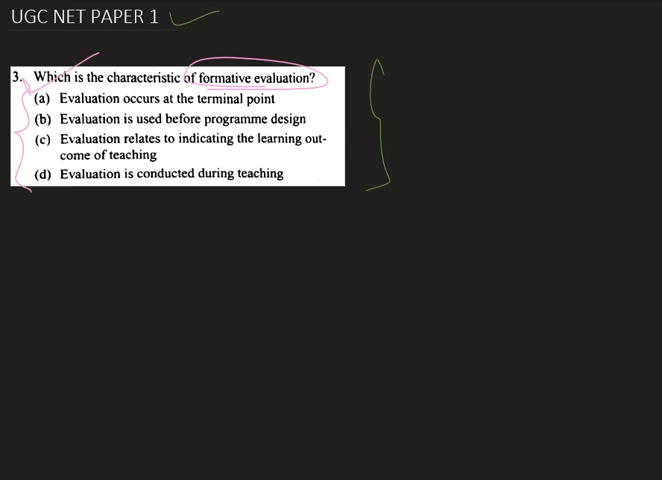 UGC NET PAPER 1
3. Which is the characteristic of formative evaluation?
(a) Evaluation occurs at the terminal point
(b) Evaluation is used before programme design
(c) Evaluation relates to indicating the learning out-
come of teaching
(d) Evaluation is conducted during teaching